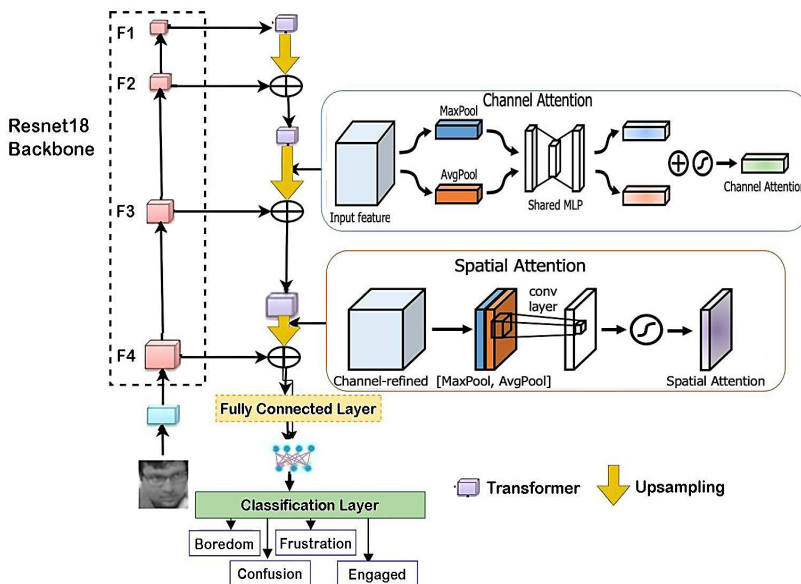 F1
F2
Resnet18
Backbone
F3
F4
Channel Attention
MaxPool
AvgPool
Input feature
Shared MLP
Channel Attention
Spatial Attention
conv
layer
Channel-refined
[MaxPool, AvgPool]
Spatial Attention
Fully Connected Layer
Classification Layer
Boredom
Frustration
Confusion
Engaged
Transformer
Upsampling